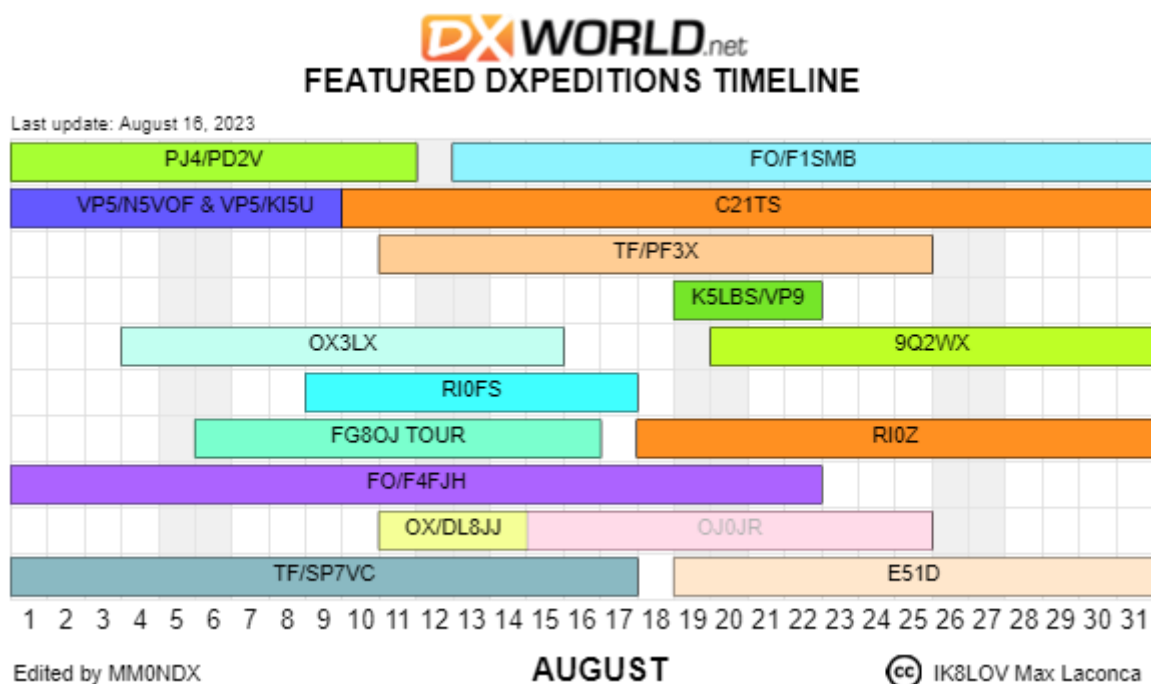 DX WORLD.net
FEATURED DXPEDITIONS TIMELINE
Last update: August 16, 2023
PJ4/PD2V FO/F1SMB
VP5/N5VOF & VP5/KI5U C21TS
TF/PF3X
K5LBS/VP9
OX3LX 9Q2WX
RI0FS
FG8OJ TOUR RI0Z
FO/F4FJH
OX/DL8JJ OJ0JR
TF/SP7VC E51D
1 2 3 4 5 6 7 8 9 10 11 12 13 14 15 16 17 18 19 20 21 22 23 24 25 26 27 28 29 30 31
Edited by MM0NDX AUGUST cc IK8LOV Max Laconca